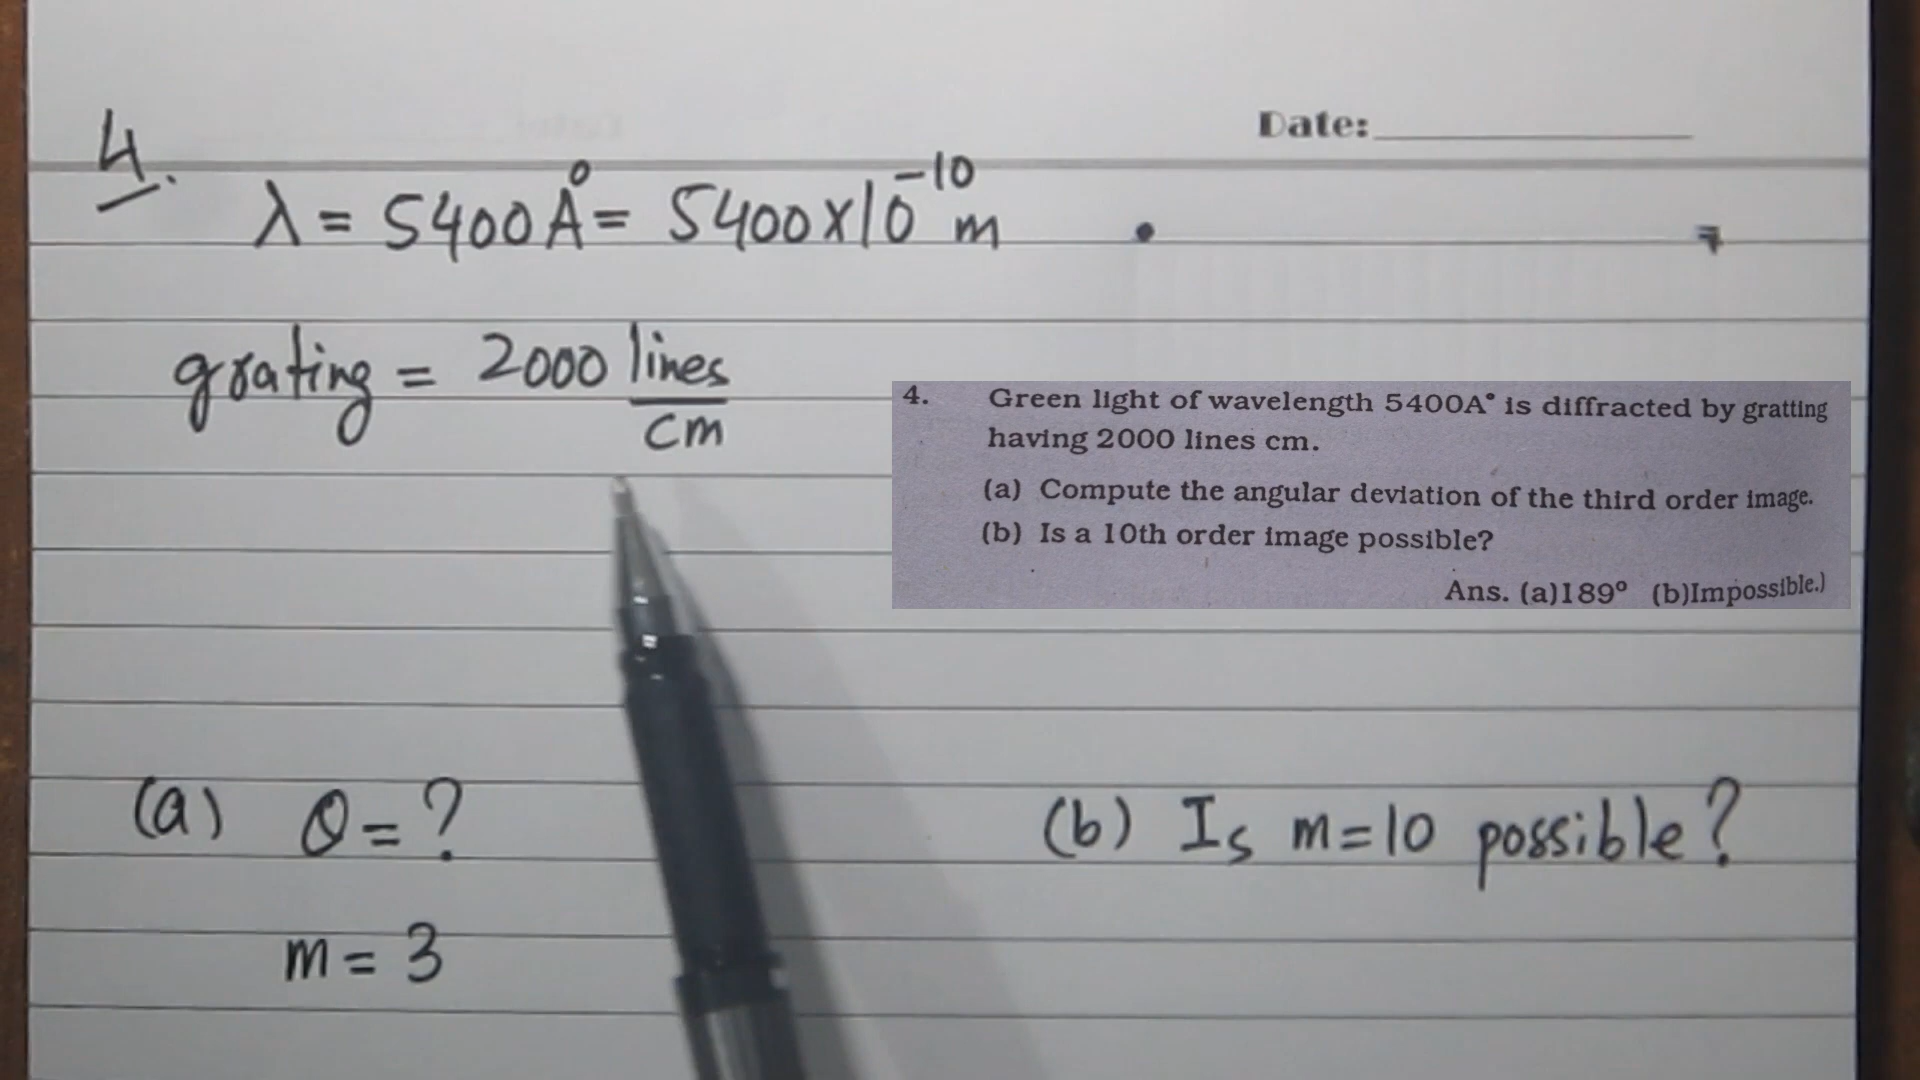 Date:
4.
λ = 5400 Å = 5400x10⁻¹⁰ m
grating = 2000 lines/cm
4. Green light of wavelength 5400A° is diffracted by gratting
having 2000 lines cm.
(a) Compute the angular deviation of the third order image.
(b) Is a 10th order image possible?
Ans. (a)189° (b)Impossible.)
(a) θ = ?
m = 3
(b) Is m=10 possible?